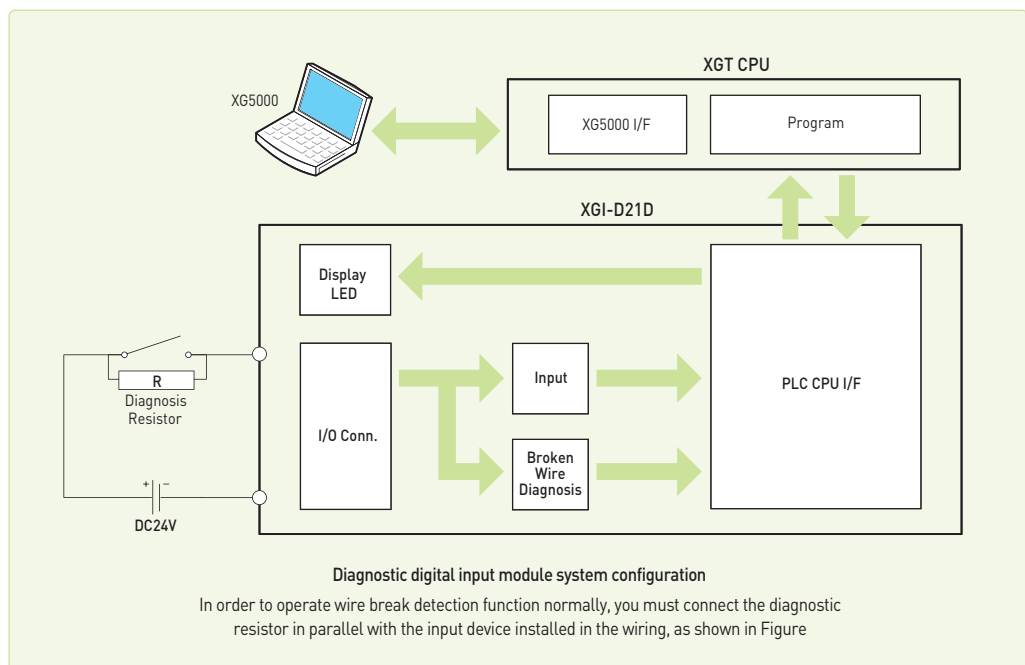 XGT CPU
XG5000
XG5000 I/F
Program
XGI-D21D
Display
LED
R
Diagnosis
Resistor
I/O Conn.
Input
Broken
Wire
Diagnosis
PLC CPU I/F
+ −
DC24V
Diagnostic digital input module system configuration
In order to operate wire break detection function normally, you must connect the diagnostic
resistor in parallel with the input device installed in the wiring, as shown in Figure